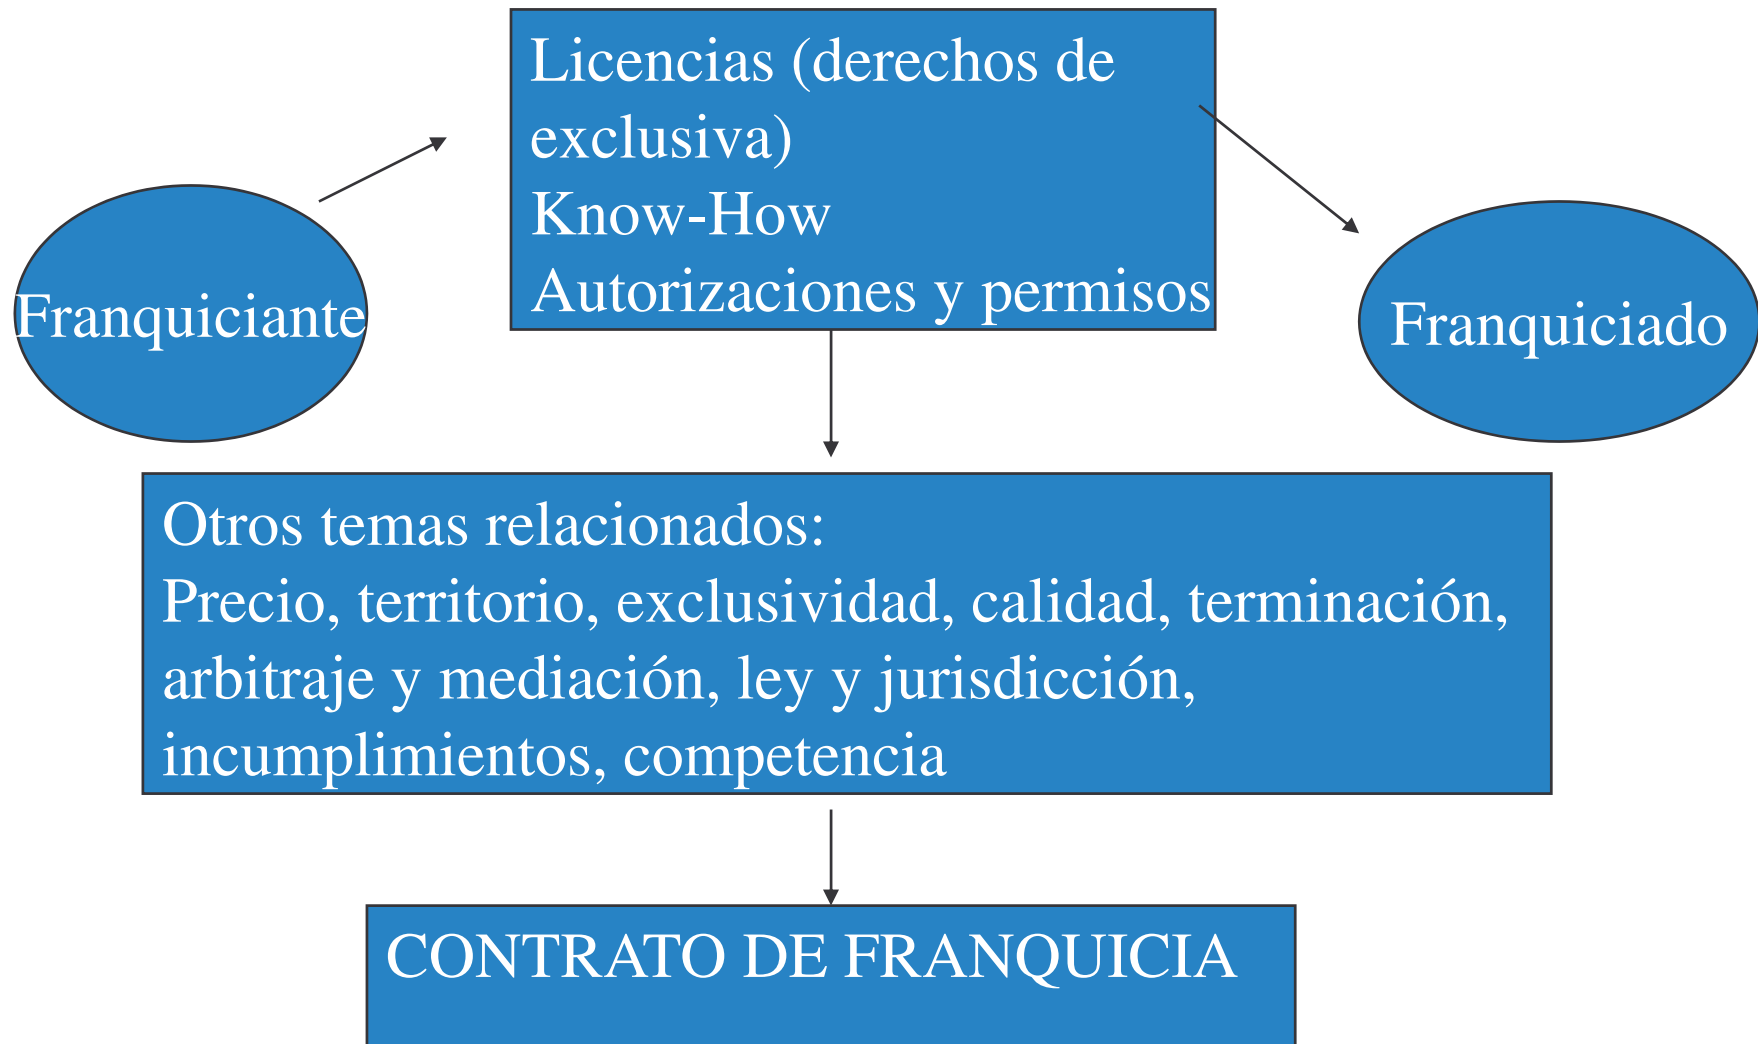 Licencias (derechos de
exclusiva)
Know-How
Autorizaciones y permisos
Franquiciante
Franquiciado
Otros temas relacionados:
Precio, territorio, exclusividad, calidad, terminación,
arbitraje y mediación, ley y jurisdicción,
incumplimientos, competencia
CONTRATO DE FRANQUICIA